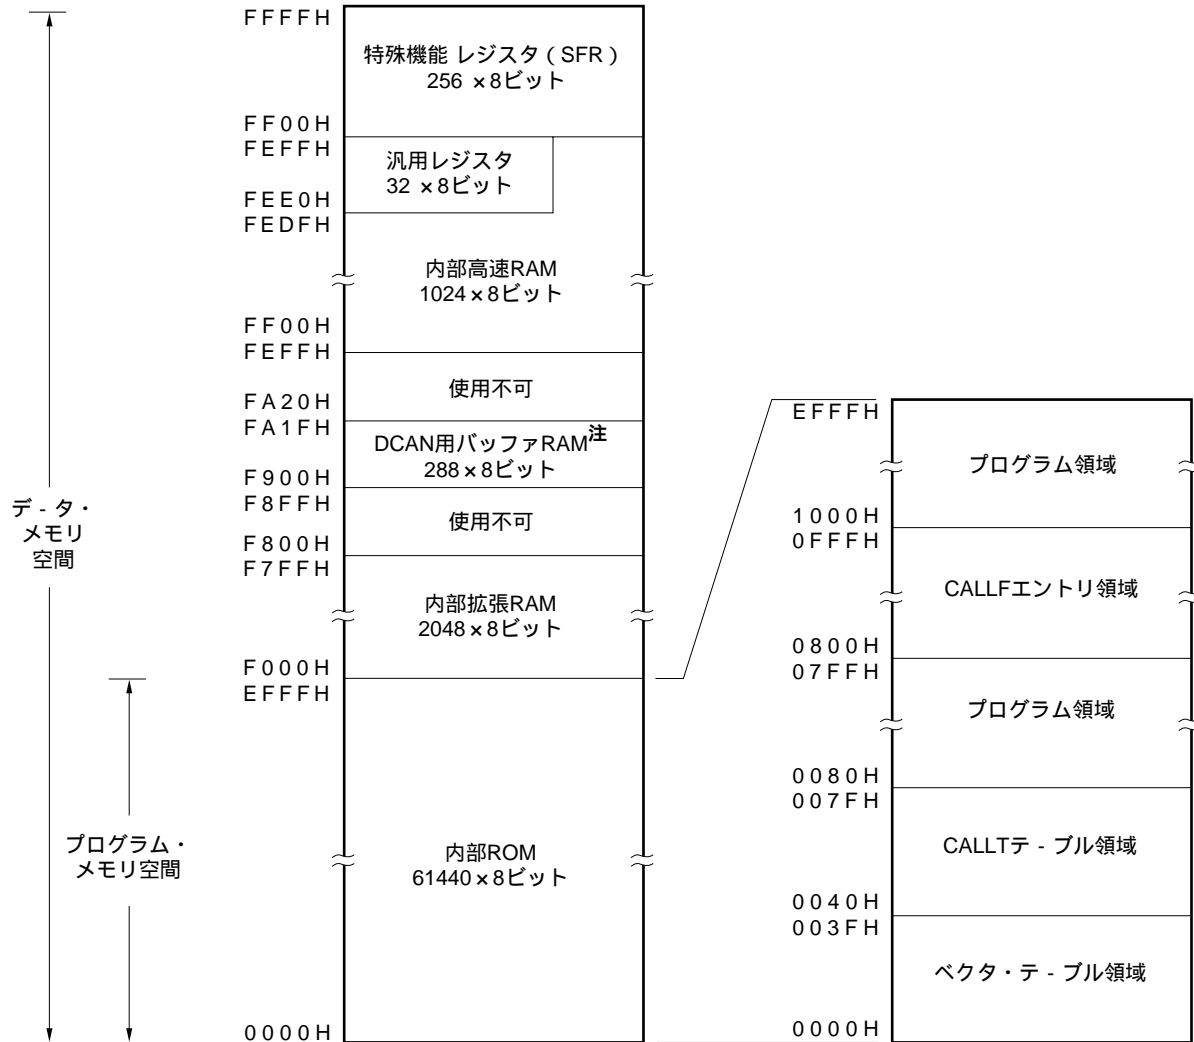 FFFFH
特殊機能 レジスタ ( SFR )
256 ×8ビット
FF00H
FEFFH
汎用レジスタ
32 ×8ビット
FEE0H
FEDFH
内部高速RAM
1024×8ビット
FF00H
FEFFH
使用不可
FA20H
FA1FH
DCAN用バッファRAM注
288×8ビット
F900H
F8FFH
使用不可
F800H
F7FFH
内部拡張RAM
2048×8ビット
F000H
EFFFH
内部ROM
61440×8ビット
0000H
デ - タ・
メモリ
空間
プログラム・
メモリ空間
EFFFH
プログラム領域
1000H
0FFFH
CALLFエントリ領域
0800H
07FFH
プログラム領域
0080H
007FH
CALLTテ - ブル領域
0040H
003FH
ベクタ・テ - ブル領域
0000H